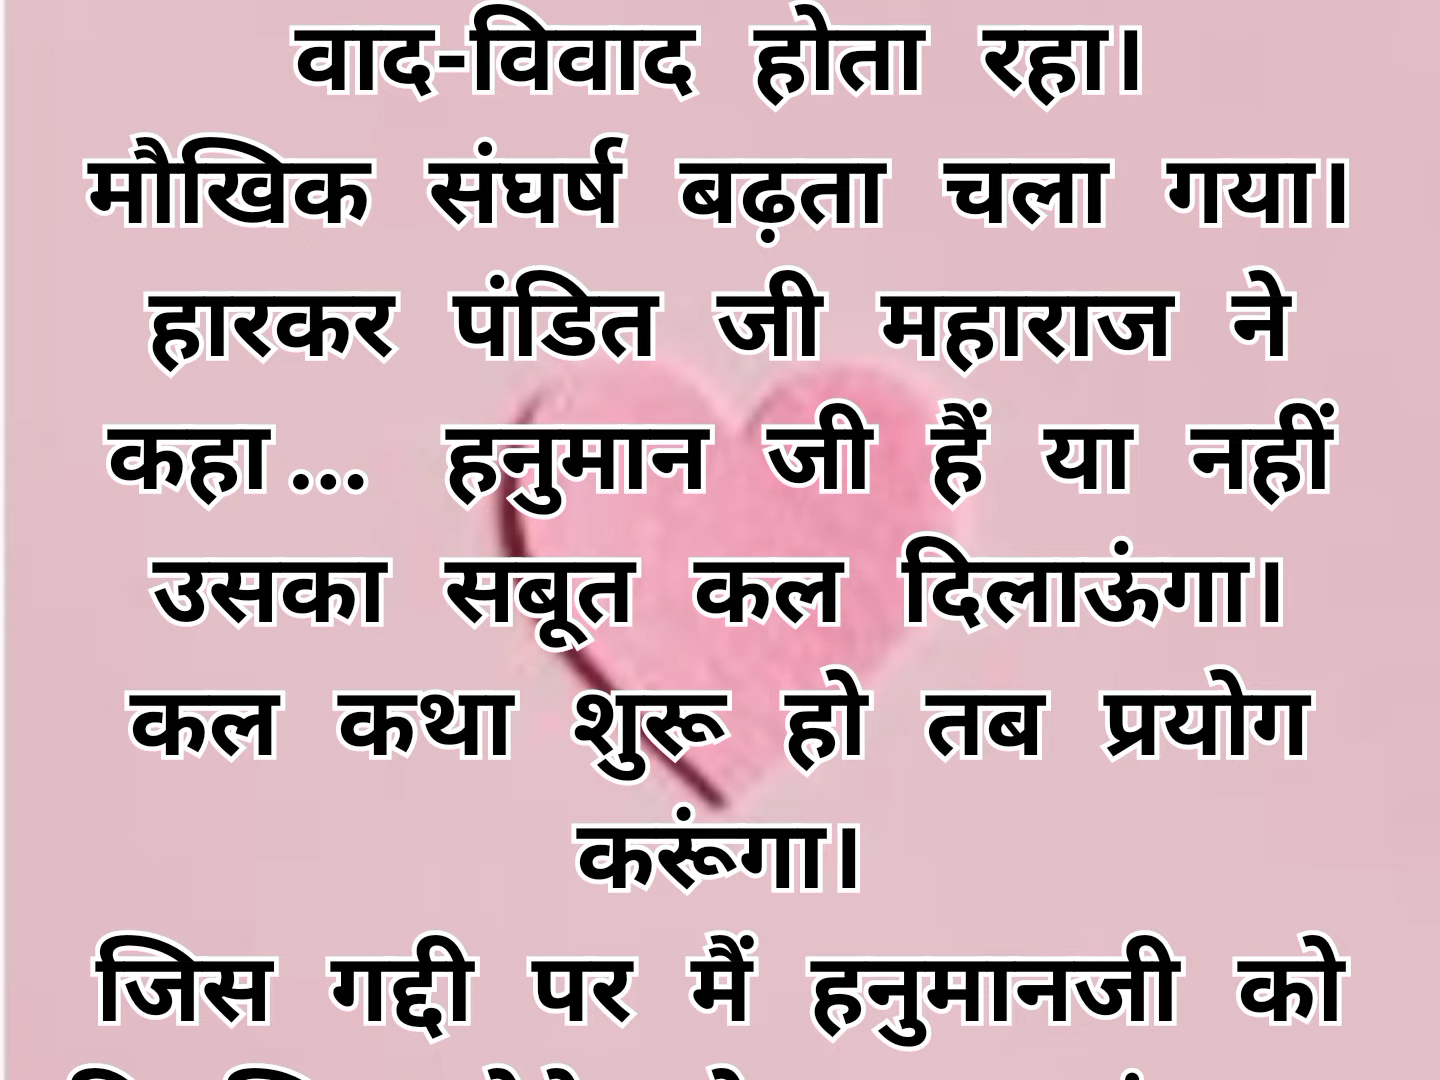 वाद-विवाद होता रहा।
मौखिक संघर्ष बढ़ता चला गया।
हारकर पंडित जी महाराज ने
कहा... हनुमान जी हैं या नहीं
उसका सबूत कल दिलाऊंगा।
कल कथा शुरू हो तब प्रयोग
करूंगा।
जिस गद्दी पर मैं हनुमानजी को